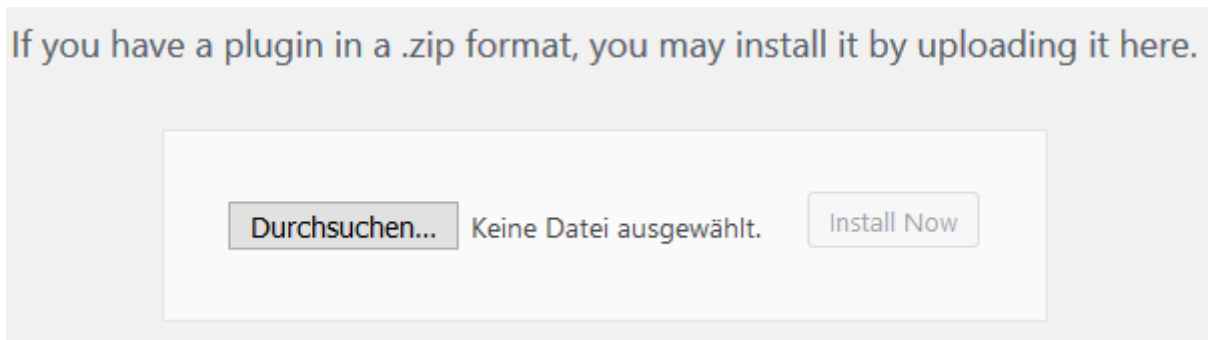 If you have a plugin in a .zip format, you may install it by uploading it here.
Durchsuchen... Keine Datei ausgewählt. Install Now